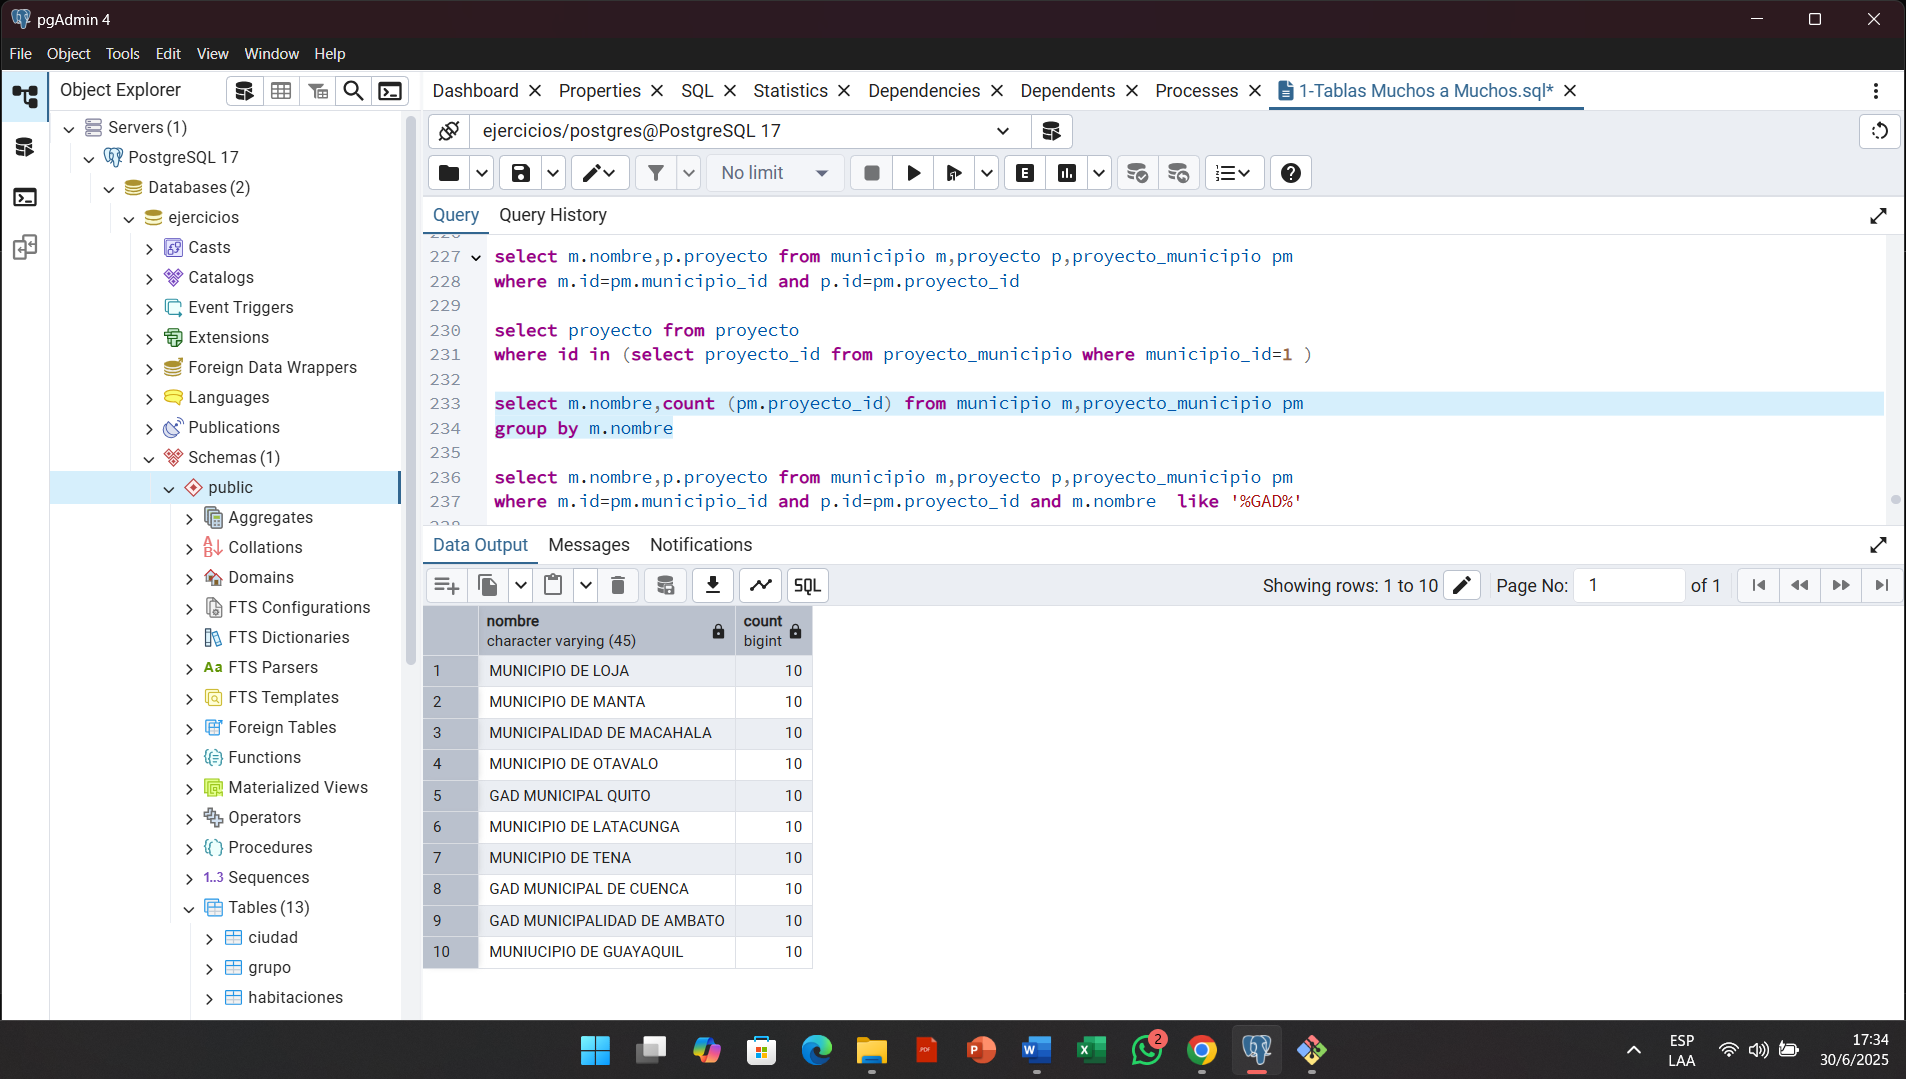 pgAdmin 4
File Object Tools Edit View Window Help
Object Explorer
Servers (1)
PostgreSQL 17
Databases (2)
ejercicios
Casts
Catalogs
Event Triggers
Extensions
Foreign Data Wrappers
Languages
Publications
Schemas (1)
public
Aggregates
Collations
Domains
FTS Configurations
FTS Dictionaries
Aa FTS Parsers
FTS Templates
Foreign Tables
Functions
Materialized Views
Operators
Procedures
1..3 Sequences
Tables (13)
ciudad
grupo
habitaciones
Dashboard Properties SQL Statistics Dependencies Dependents Processes 1-Tablas Muchos a Muchos.sql*
ejercicios/postgres@PostgreSQL 17
No limit
E
Query Query History
226
227 select m.nombre,p.proyecto from municipio m,proyecto p,proyecto_municipio pm
228 where m.id=pm.municipio_id and p.id=pm.proyecto_id
229
230 select proyecto from proyecto
231 where id in (select proyecto_id from proyecto_municipio where municipio_id=1 )
232
233 select m.nombre,count (pm.proyecto_id) from municipio m,proyecto_municipio pm
234 group by m.nombre
235
236 select m.nombre,p.proyecto from municipio m,proyecto p,proyecto_municipio pm
237 where m.id=pm.municipio_id and p.id=pm.proyecto_id and m.nombre  like '%GAD%'
238
Data Output Messages Notifications
SQL
Showing rows: 1 to 10
Page No: 1 of 1
nombre count
character varying (45) bigint
1 MUNICIPIO DE LOJA 10
2 MUNICIPIO DE MANTA 10
3 MUNICIPALIDAD DE MACAHALA 10
4 MUNICIPIO DE OTAVALO 10
5 GAD MUNICIPAL QUITO 10
6 MUNICIPIO DE LATACUNGA 10
7 MUNICIPIO DE TENA 10
8 GAD MUNICIPAL DE CUENCA 10
9 GAD MUNICIPALIDAD DE AMBATO 10
10 MUNIUCIPIO DE GUAYAQUIL 10
PDF
P
W
X
2
ESP
LAA
17:34
30/6/2025